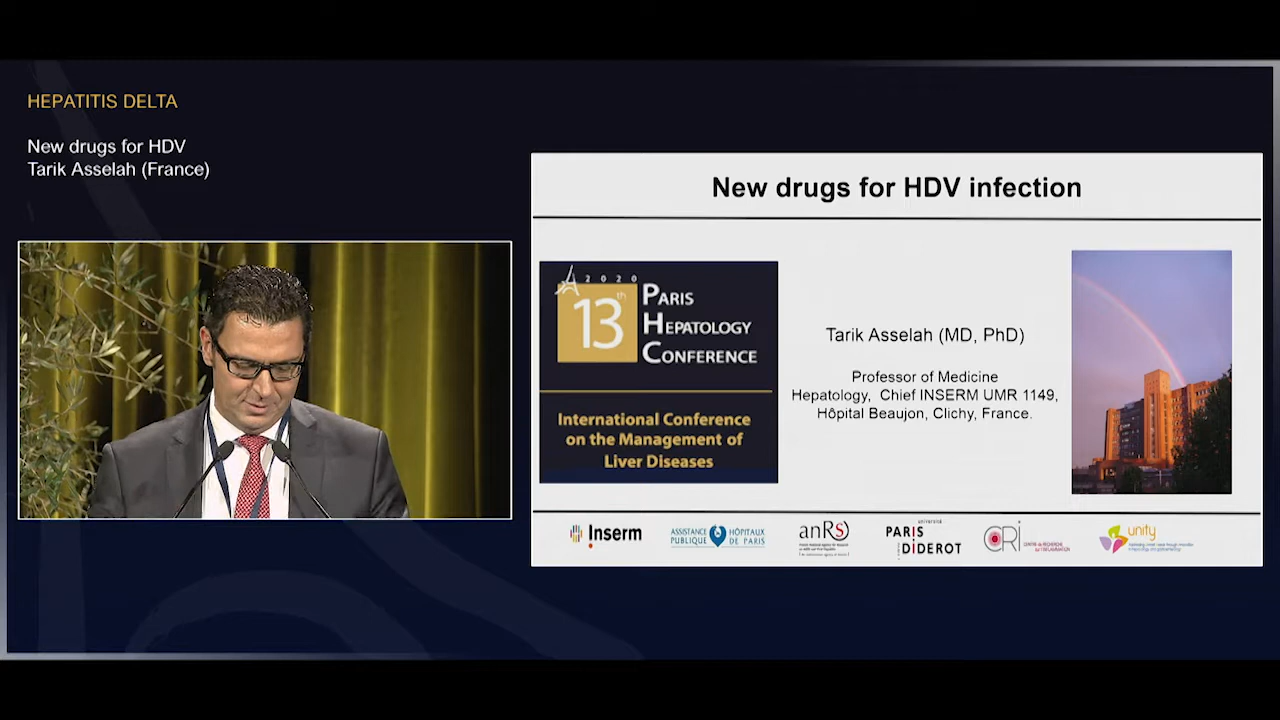 HEPATITIS DELTA
New drugs for HDV
Tarik Asselah (France)
New drugs for HDV infection
2020
13th
PARIS
HEPATOLOGY
CONFERENCE
International Conference
on the Management of
Liver Diseases
Tarik Asselah (MD, PhD)
Professor of Medicine
Hepatology, Chief INSERM UMR 1149,
Hôpital Beaujon, Clichy, France.
Inserm
ASSISTANCE PUBLIQUE
HÔPITAUX DE PARIS
anRS
université
PARIS
DIDEROT
CRI
unity